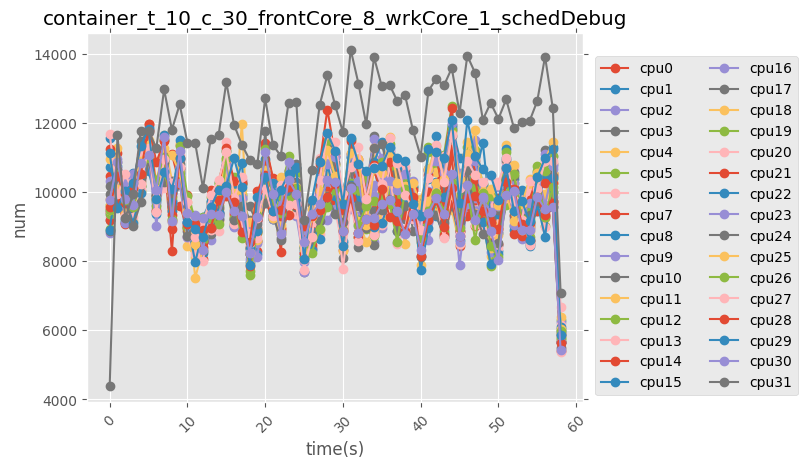 container_t_10_c_30_frontCore_8_wrkCore_1_schedDebug
num
14000
12000
10000
8000
6000
4000
0
10
20
30
40
50
60
time(s)
cpu0
cpu1
cpu2
cpu3
cpu4
cpu5
cpu6
cpu7
cpu8
cpu9
cpu10
cpu11
cpu12
cpu13
cpu14
cpu15
cpu16
cpu17
cpu18
cpu19
cpu20
cpu21
cpu22
cpu23
cpu24
cpu25
cpu26
cpu27
cpu28
cpu29
cpu30
cpu31